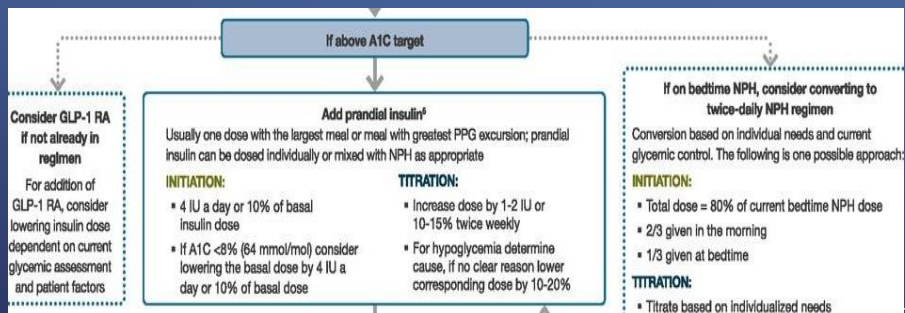 If above A1C target
Consider GLP-1 RA
if not already in
regimen
For addition of
GLP-1 RA, consider
lowering insulin dose
dependent on current
glycemic assessment
and patient factors
Add prandial insulin⁶
Usually one dose with the largest meal or meal with greatest PPG excursion; prandial
insulin can be dosed individually or mixed with NPH as appropriate
INITIATION:
▪ 4 IU a day or 10% of basal
insulin dose
▪ If A1C <8% (64 mmol/mol) consider
lowering the basal dose by 4 IU a
day or 10% of basal dose
TITRATION:
▪ Increase dose by 1-2 IU or
10-15% twice weekly
▪ For hypoglycemia determine
cause, if no clear reason lower
corresponding dose by 10-20%
If on bedtime NPH, consider converting to
twice-daily NPH regimen
Conversion based on individual needs and current
glycemic control. The following is one possible approach:
INITIATION:
▪ Total dose = 80% of current bedtime NPH dose
▪ 2/3 given in the morning
▪ 1/3 given at bedtime
TITRATION:
▪ Titrate based on individualized needs